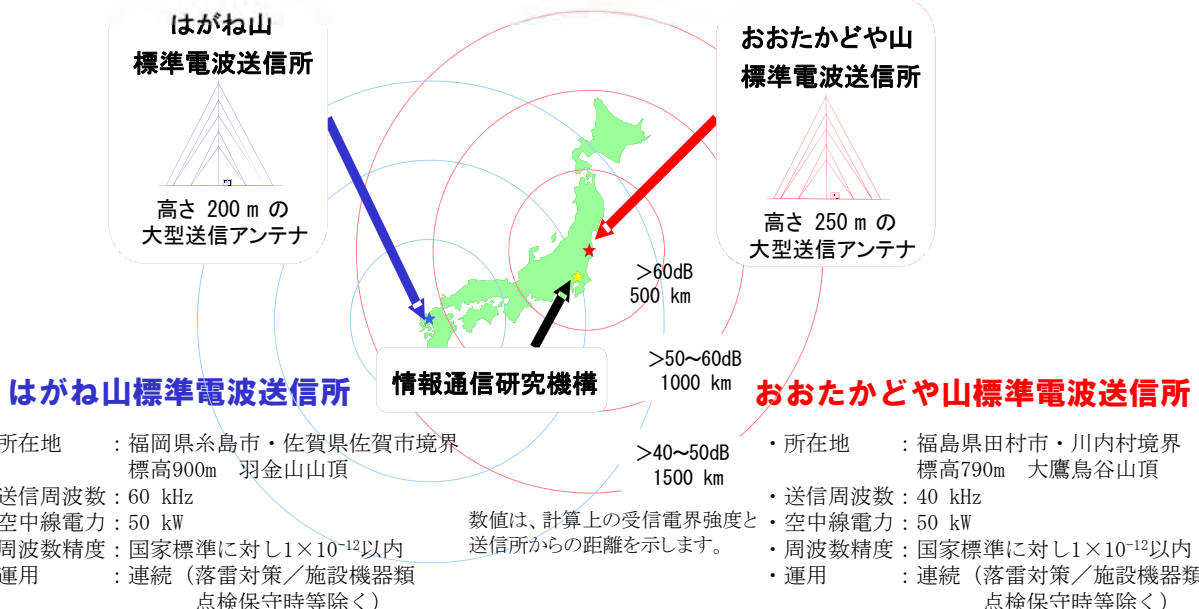 はがね山
標準電波送信所
高さ 200 m の
大型送信アンテナ
おおたかどや山
標準電波送信所
高さ 250 m の
大型送信アンテナ
>60dB
500 km
>50~60dB
1000 km
>40~50dB
1500 km
情報通信研究機構
数値は、計算上の受信電界強度と
送信所からの距離を示します。
はがね山標準電波送信所
所在地 :福岡県糸島市・佐賀県佐賀市境界
標高900m 羽金山山頂
送信周波数:60 kHz
空中線電力:50 kW
周波数精度:国家標準に対し1×10⁻¹²以内
運用 :連続(落雷対策/施設機器類
点検保守時等除く)
おおたかどや山標準電波送信所
・所在地 :福島県田村市・川内村境界
標高790m 大鷹鳥谷山頂
・送信周波数:40 kHz
・空中線電力:50 kW
・周波数精度:国家標準に対し1×10⁻¹²以内
・運用 :連続(落雷対策/施設機器類
点検保守時等除く)